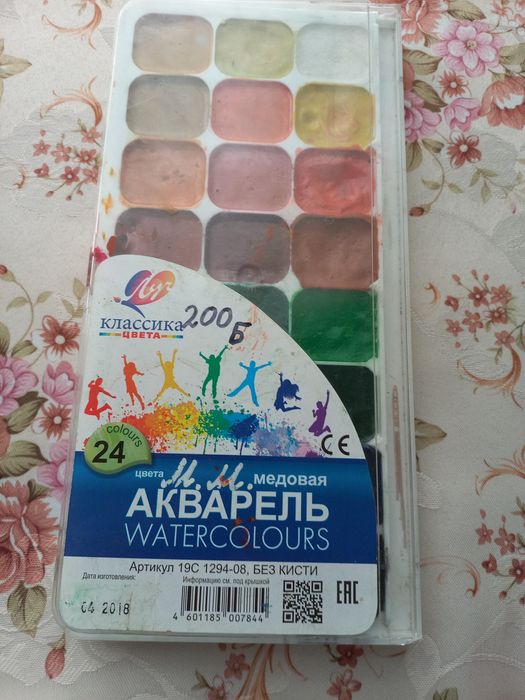 Луч
КЛАССИКА
ЦВЕТА
200 Б
24
colours
цвета
М. М.
медовая
CE
АКВАРЕЛЬ
WATERCOLOURS
Артикул 19С 1294-08, БЕЗ КИСТИ
Дата изготовления:
Информацию см. под крышкой
04 2018
4 601185 007844
EAC